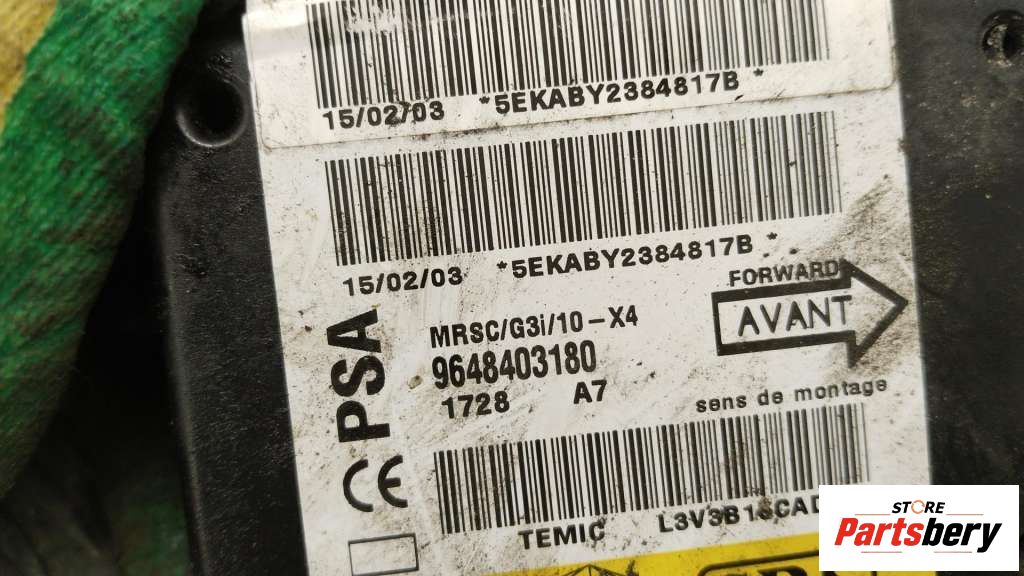 15/02/03 *5EKABY2384817B*
15/02/03 *5EKABY2384817B*
PSA
MRSC/G3i/10-X4
9648403180
1728 A7
FORWARD
AVANT
sens de montage
CE
TEMIC
STORE
Partsbery